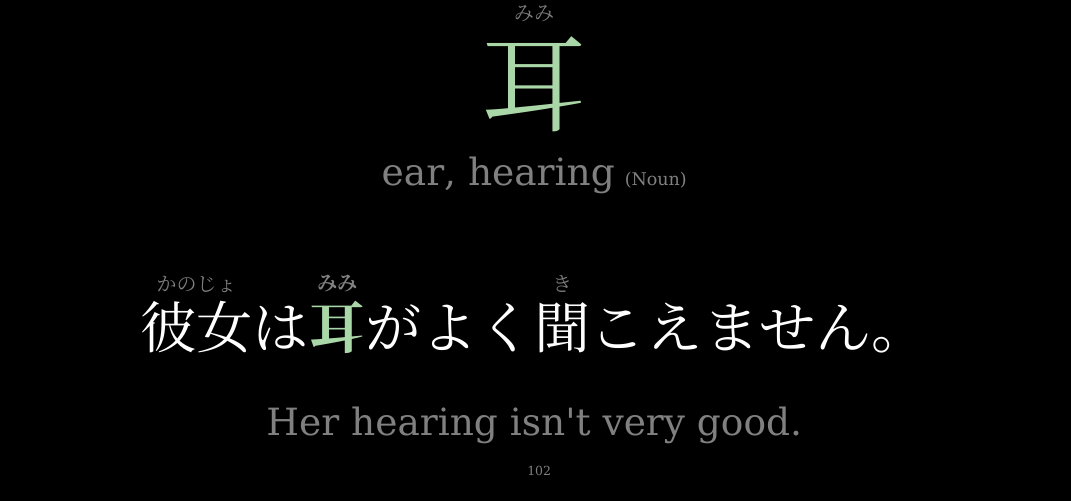 みみ
耳
ear, hearing (Noun)
かのじょ みみ き
彼女は耳がよく聞こえません。
Her hearing isn't very good.
102